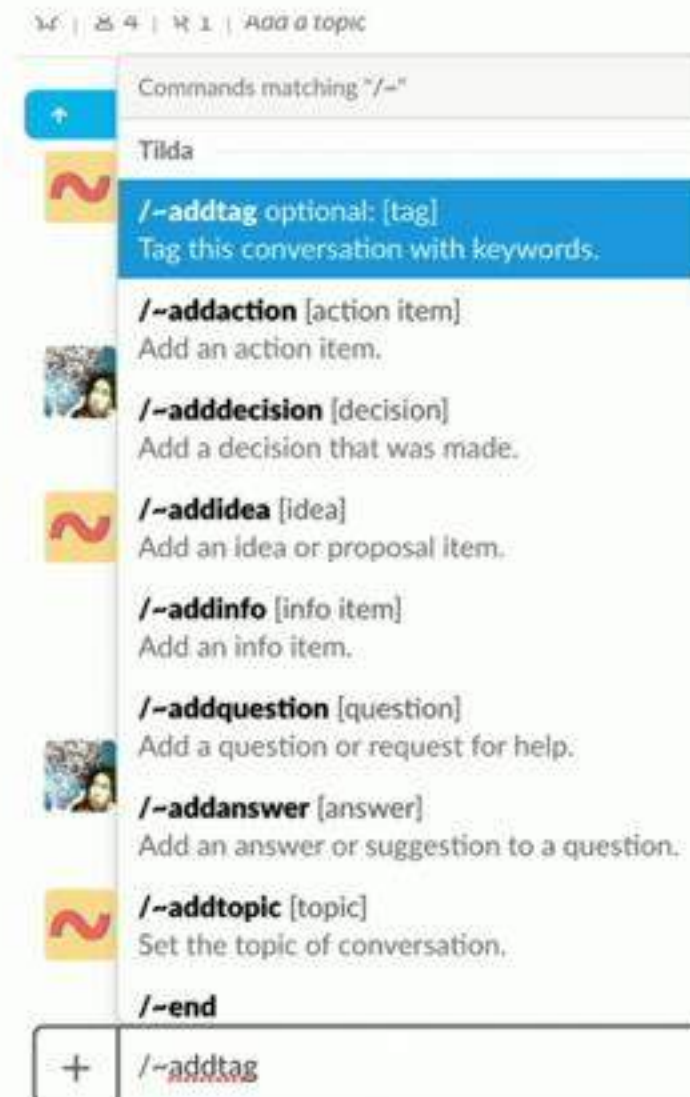 4 | 1 | Add a topic
Commands matching "/~"
Tilda
/~addtag optional: [tag]
Tag this conversation with keywords.
/~addaction [action item]
Add an action item.
/~adddecision [decision]
Add a decision that was made.
/~addidea [idea]
Add an idea or proposal item.
/~addinfo [info item]
Add an info item.
/~addquestion [question]
Add a question or request for help.
/~addanswer [answer]
Add an answer or suggestion to a question.
/~addtopic [topic]
Set the topic of conversation.
/~end
/~addtag